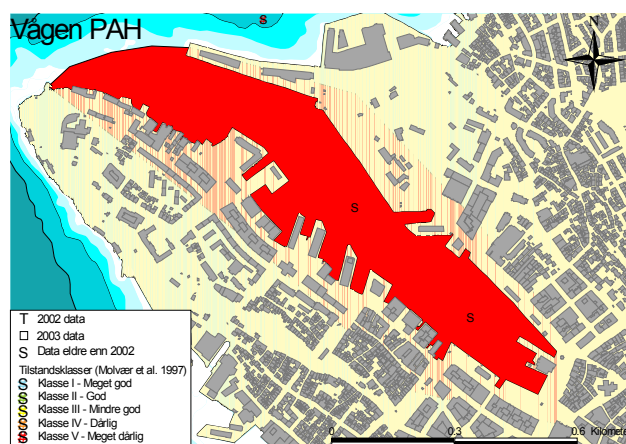 Vågen PAH
N
S
S
S
T 2002 data
□ 2003 data
S Data eldre enn 2002
Tilstandsklasser (Molvær et al. 1997)
S Klasse I - Meget god
S Klasse II - God
S Klasse III - Mindre god
S Klasse IV - Dårlig
S Klasse V - Meget dårlig
0 0.3 0.6 Kilomete